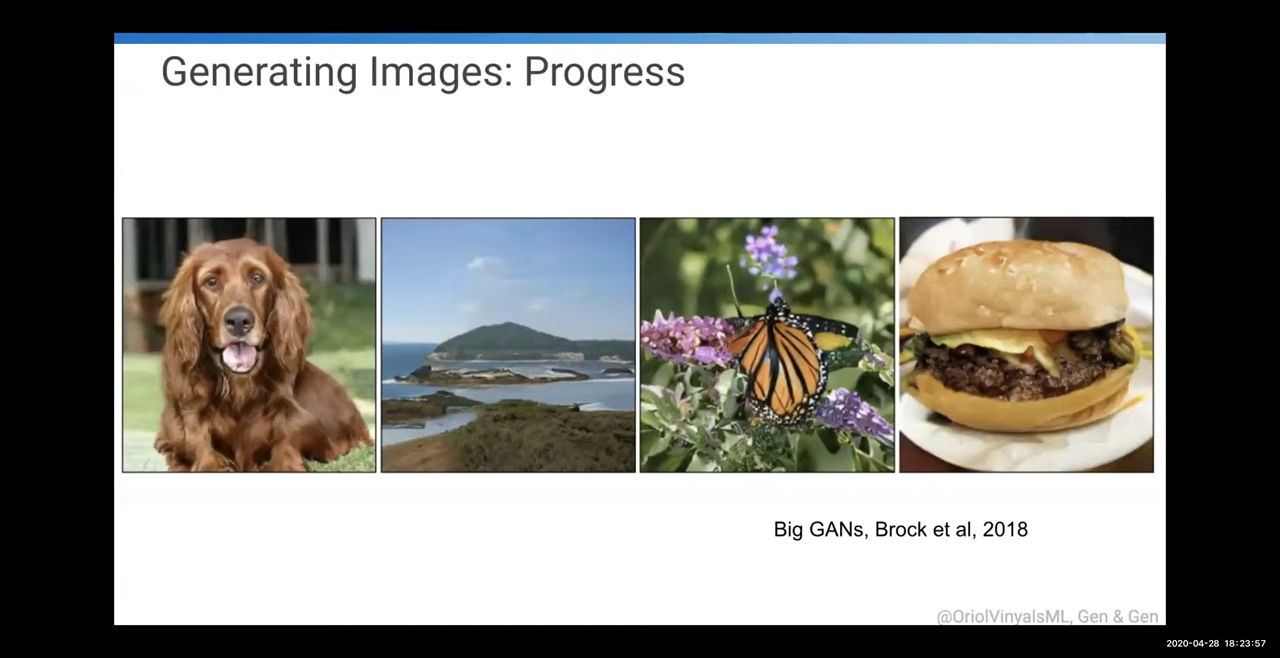 Generating Images: Progress
Big GANs, Brock et al, 2018
@OriolVinyalsML, Gen & Gen
2020-04-28 18:23:57